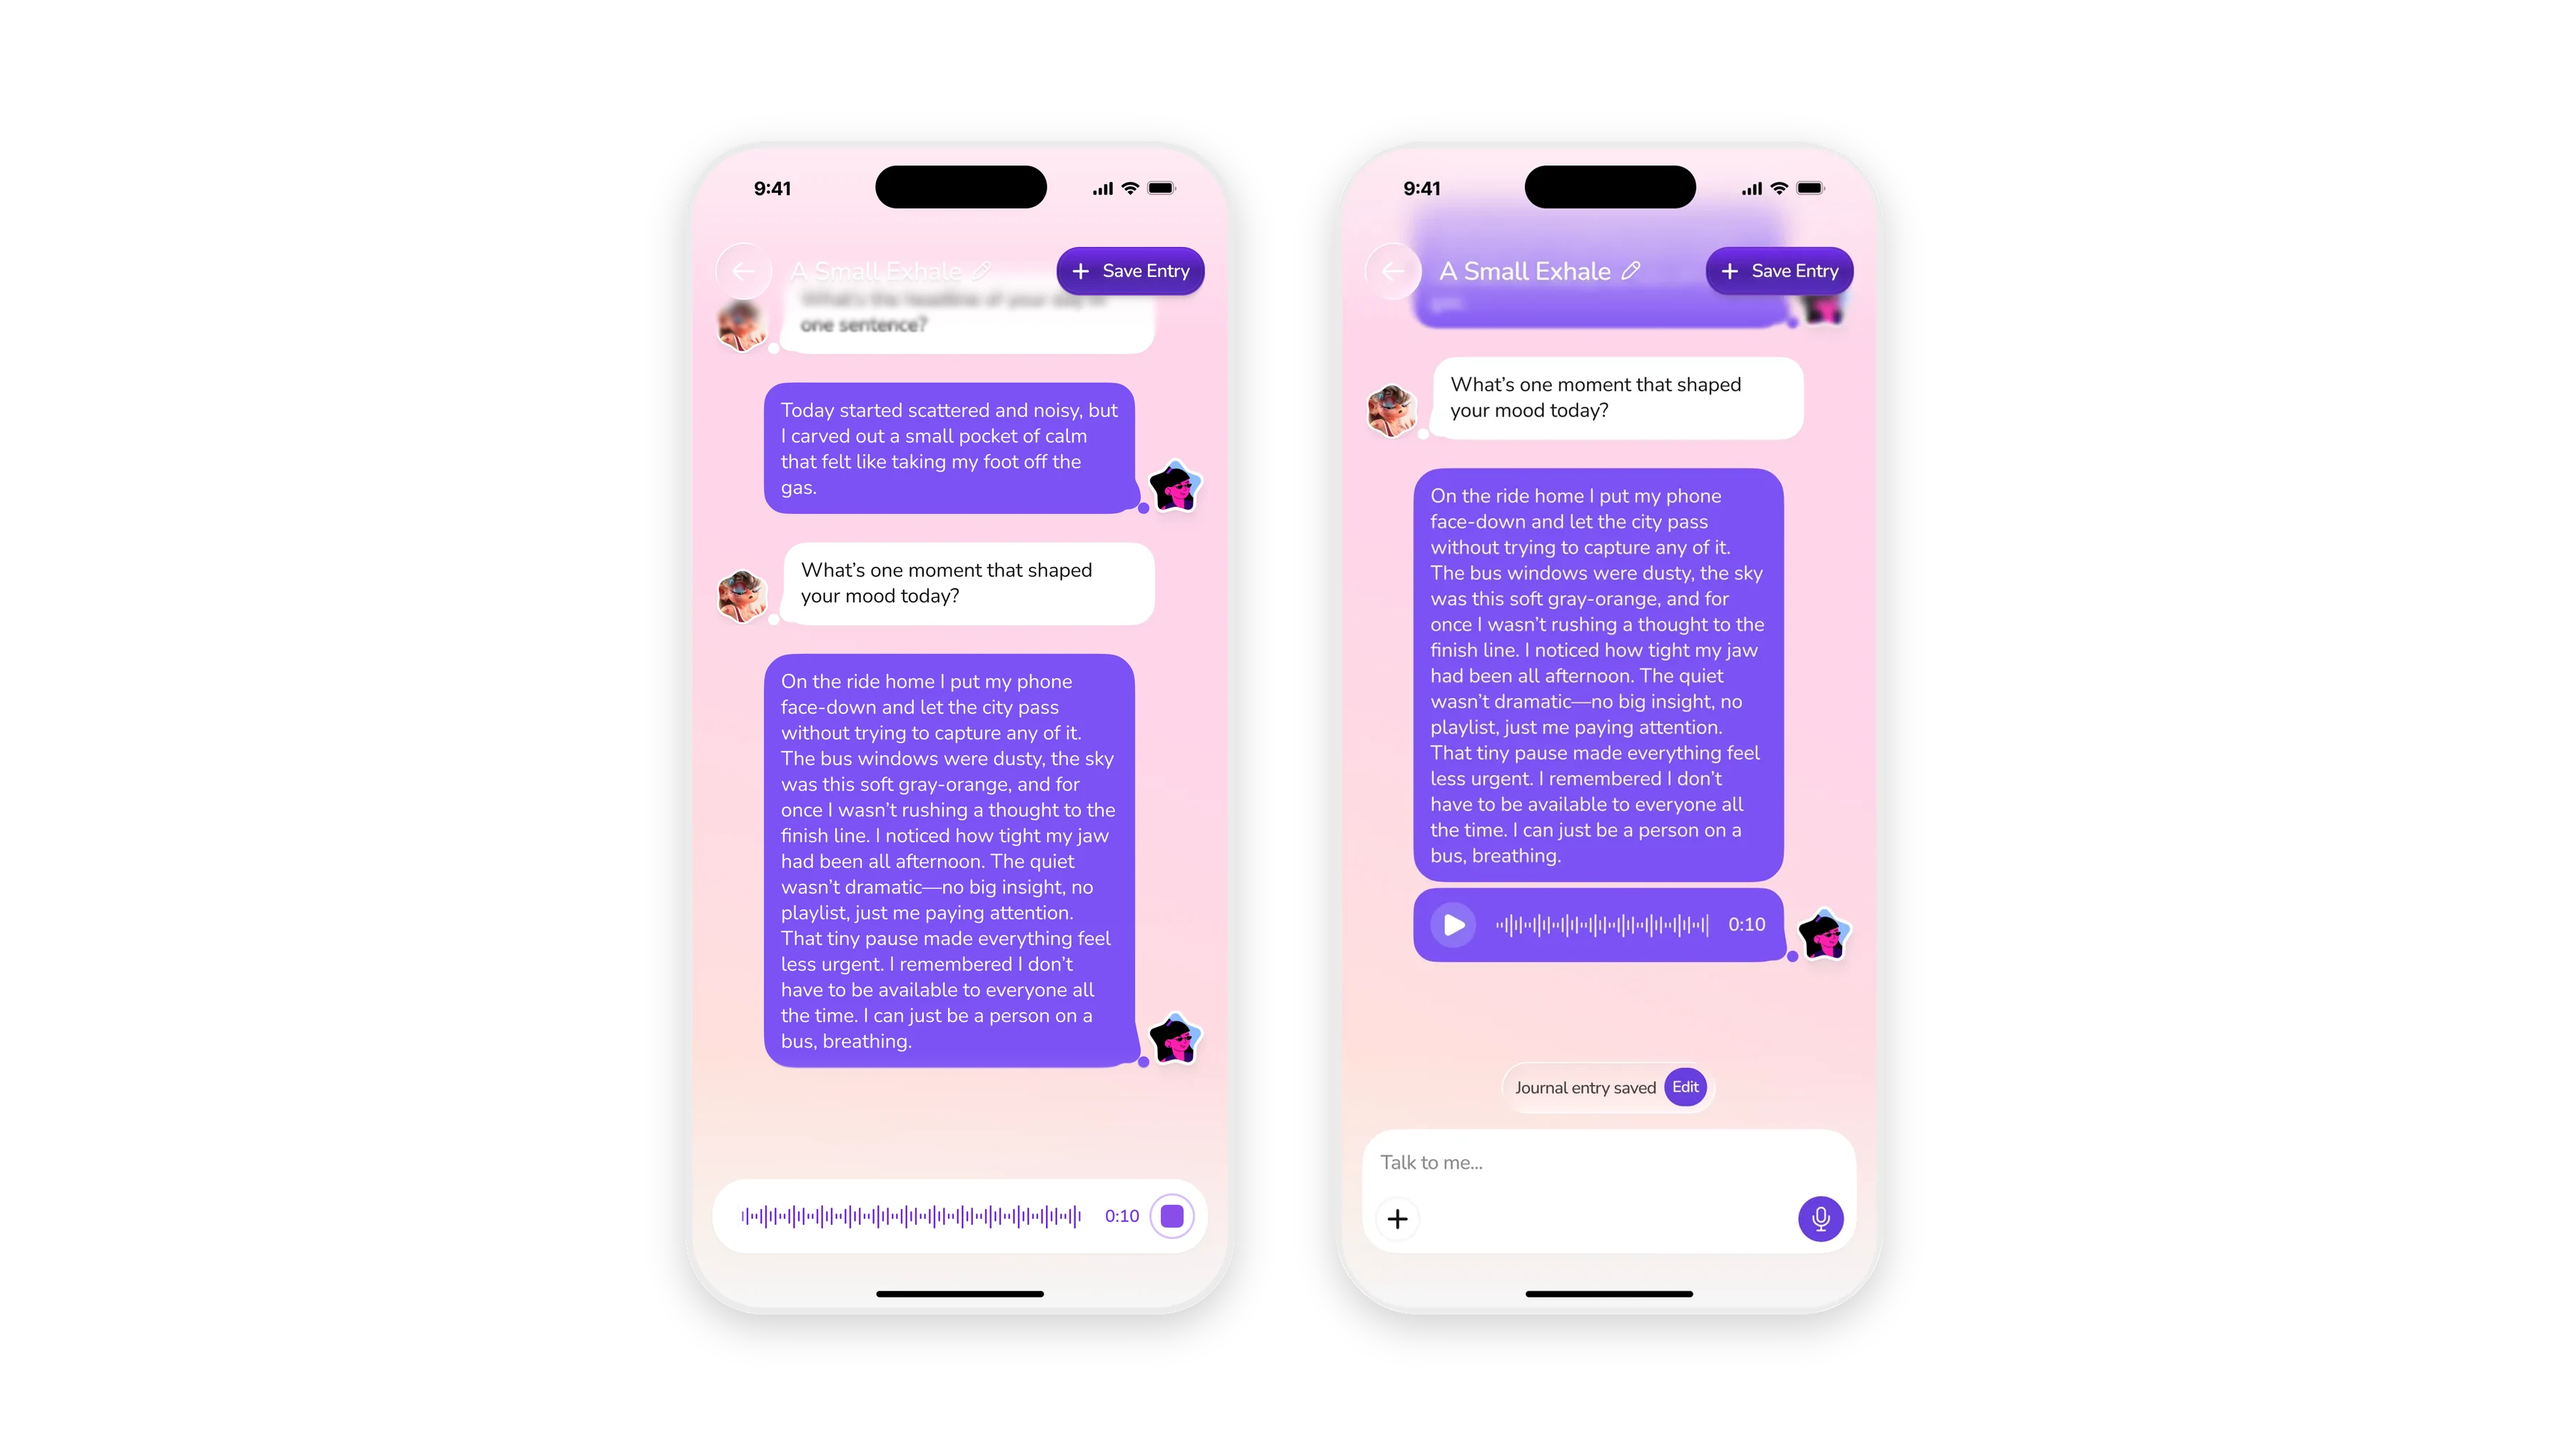 9:41
A Small Exhale
+ Save Entry
What's the headline of your day in
one sentence?
Today started scattered and noisy, but
I carved out a small pocket of calm
that felt like taking my foot off the
gas.
What's one moment that shaped
your mood today?
On the ride home I put my phone
face-down and let the city pass
without trying to capture any of it.
The bus windows were dusty, the sky
was this soft gray-orange, and for
once I wasn't rushing a thought to the
finish line. I noticed how tight my jaw
had been all afternoon. The quiet
wasn't dramatic—no big insight, no
playlist, just me paying attention.
That tiny pause made everything feel
less urgent. I remembered I don't
have to be available to everyone all
the time. I can just be a person on a
bus, breathing.
0:10
9:41
A Small Exhale
+ Save Entry
gas.
What's one moment that shaped
your mood today?
On the ride home I put my phone
face-down and let the city pass
without trying to capture any of it.
The bus windows were dusty, the sky
was this soft gray-orange, and for
once I wasn't rushing a thought to the
finish line. I noticed how tight my jaw
had been all afternoon. The quiet
wasn't dramatic—no big insight, no
playlist, just me paying attention.
That tiny pause made everything feel
less urgent. I remembered I don't
have to be available to everyone all
the time. I can just be a person on a
bus, breathing.
0:10
Journal entry saved Edit
Talk to me...